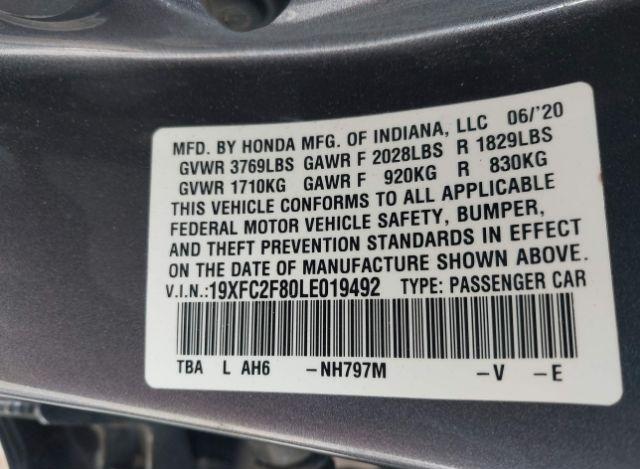 MFD. BY HONDA MFG. OF INDIANA, LLC 06/'20
GVWR 3769LBS GAWR F 2028LBS R 1829LBS
GVWR 1710KG GAWR F 920KG R 830KG
THIS VEHICLE CONFORMS TO ALL APPLICABLE
FEDERAL MOTOR VEHICLE SAFETY, BUMPER,
AND THEFT PREVENTION STANDARDS IN EFFECT
ON THE DATE OF MANUFACTURE SHOWN ABOVE.
V.I.N.:19XFC2F80LE019492 TYPE: PASSENGER CAR
TBA L AH6 -NH797M -V -E